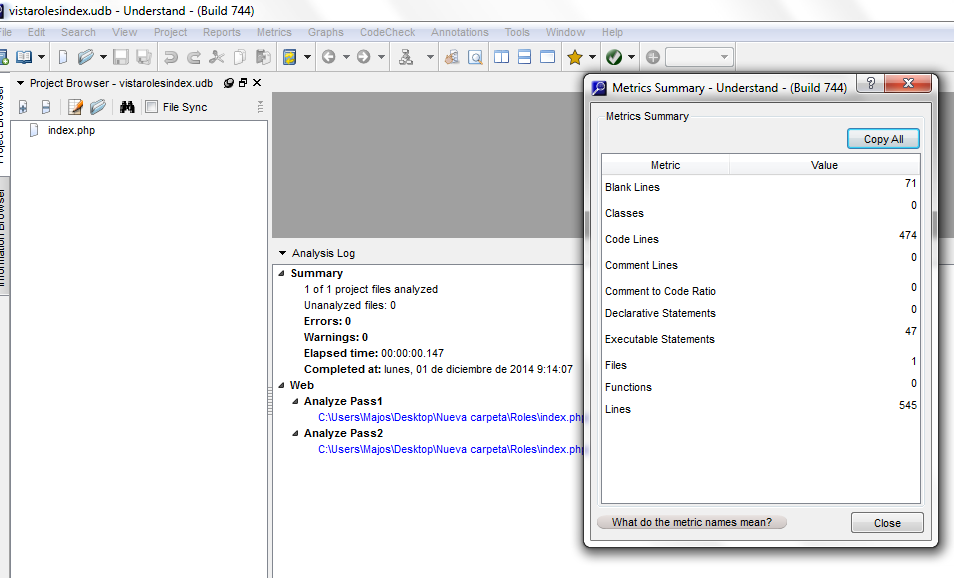 vistarolesindex.udb - Understand - (Build 744)
File Edit Search View Project Reports Metrics Graphs CodeCheck Annotations Tools Window Help
Project Browser - vistarolesindex.udb
File Sync
index.php
Project Browser
Information Browser
Analysis Log
Summary
1 of 1 project files analyzed
Unanalyzed files: 0
Errors: 0
Warnings: 0
Elapsed time: 00:00:00.147
Completed at: lunes, 01 de diciembre de 2014 9:14:07
Web
Analyze Pass1
C:\Users\Majos\Desktop\Nueva carpeta\Roles\index.php
Analyze Pass2
C:\Users\Majos\Desktop\Nueva carpeta\Roles\index.php
Metrics Summary - Understand - (Build 744)
Metrics Summary
Copy All
Metric Value
Blank Lines 71
Classes 0
Code Lines 474
Comment Lines 0
Comment to Code Ratio 0
Declarative Statements 0
Executable Statements 47
Files 1
Functions 0
Lines 545
What do the metric names mean?
Close